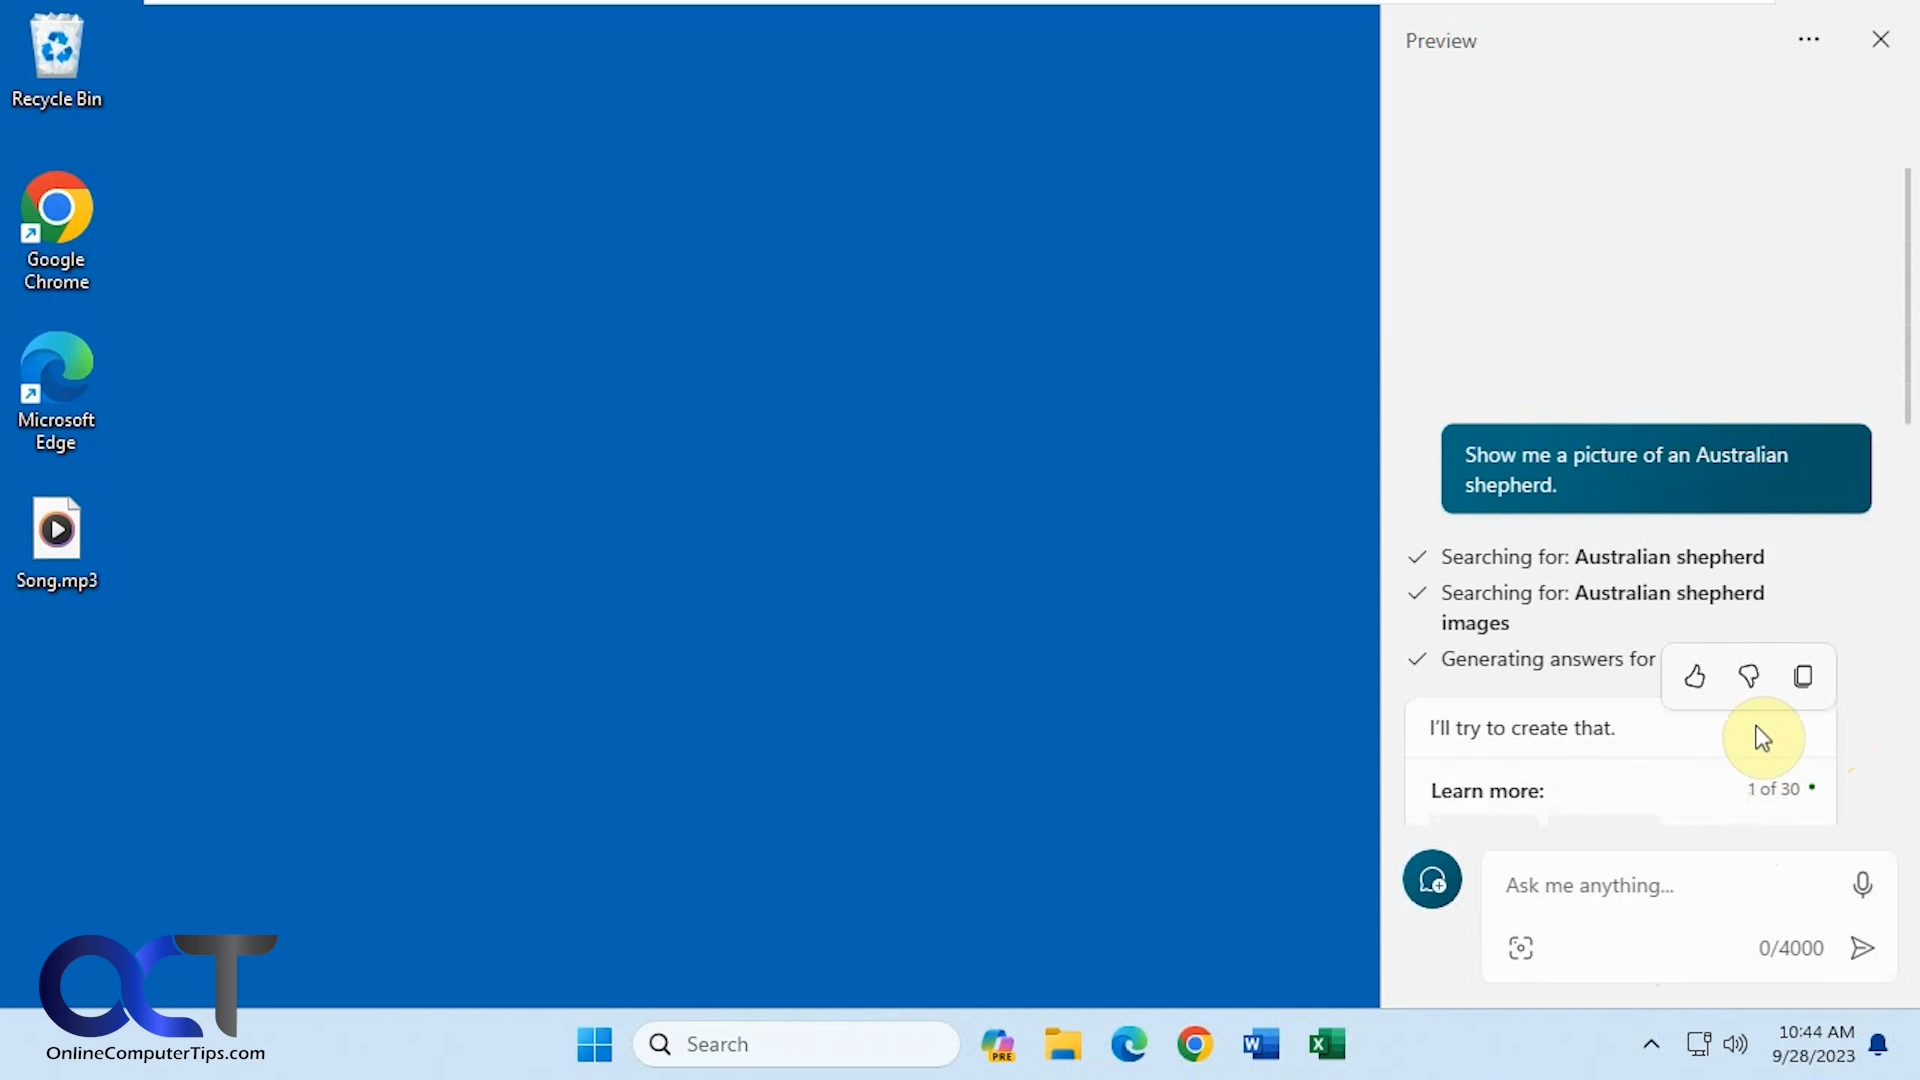 Recycle Bin
Google
Chrome
Microsoft
Edge
Song.mp3
OCT
OnlineComputerTips.com
Preview
Show me a picture of an Australian
shepherd.
Searching for: Australian shepherd
Searching for: Australian shepherd
images
Generating answers for
I'll try to create that.
Learn more:
1 of 30
Ask me anything...
0/4000
Search
PRE
W
X
10:44 AM
9/28/2023